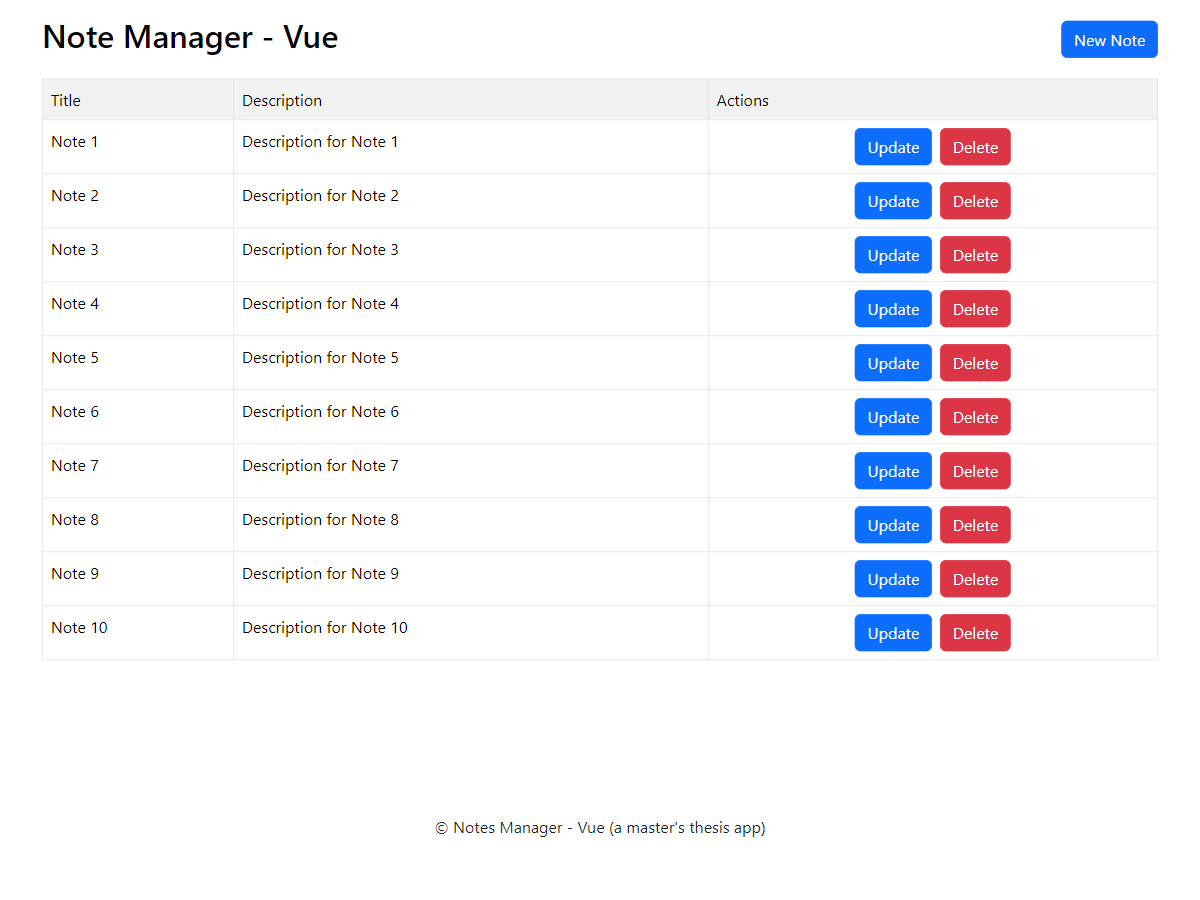 Note Manager - Vue New Note
Title Description Actions
Note 1 Description for Note 1 Update Delete
Note 2 Description for Note 2 Update Delete
Note 3 Description for Note 3 Update Delete
Note 4 Description for Note 4 Update Delete
Note 5 Description for Note 5 Update Delete
Note 6 Description for Note 6 Update Delete
Note 7 Description for Note 7 Update Delete
Note 8 Description for Note 8 Update Delete
Note 9 Description for Note 9 Update Delete
Note 10 Description for Note 10 Update Delete
© Notes Manager - Vue (a master's thesis app)